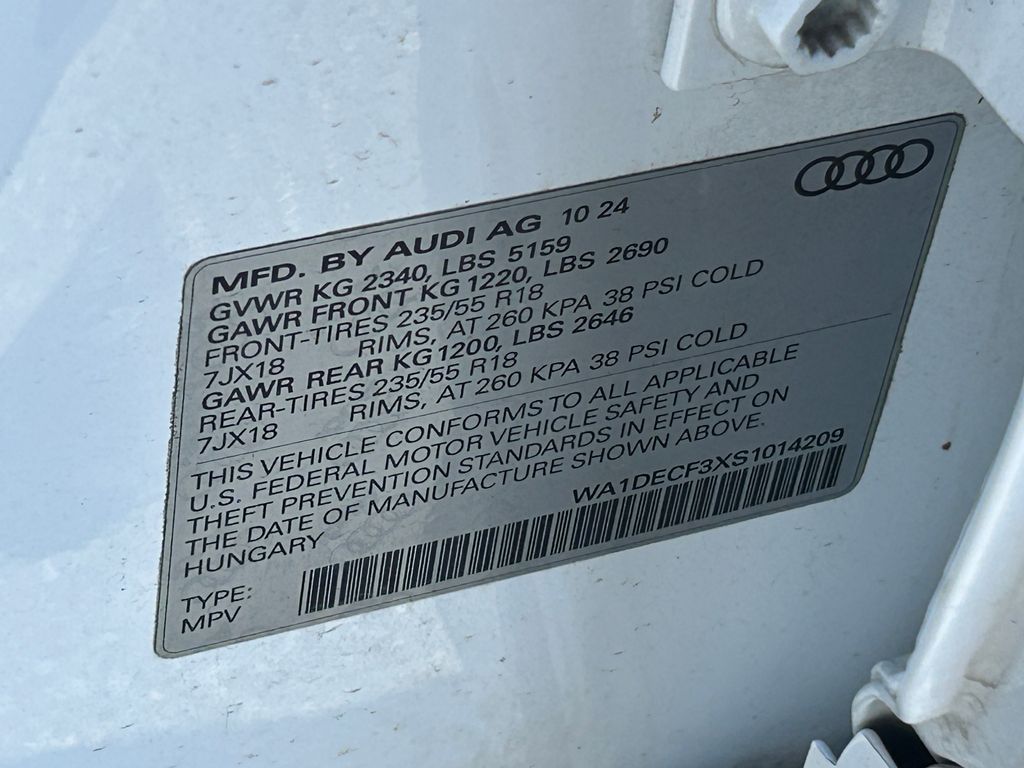 MFD. BY AUDI AG 10 24
GVWR KG 2340, LBS 5159
GAWR FRONT KG 1220, LBS 2690
FRONT-TIRES 235/55 R18
7JX18 RIMS, AT 260 KPA 38 PSI COLD
GAWR REAR KG 1200, LBS 2646
REAR-TIRES 235/55 R18
7JX18 RIMS, AT 260 KPA 38 PSI COLD
THIS VEHICLE CONFORMS TO ALL APPLICABLE
U.S. FEDERAL MOTOR VEHICLE SAFETY AND
THEFT PREVENTION STANDARDS IN EFFECT ON
THE DATE OF MANUFACTURE SHOWN ABOVE.
HUNGARY
WA1DECF3XS1014209
TYPE:
MPV